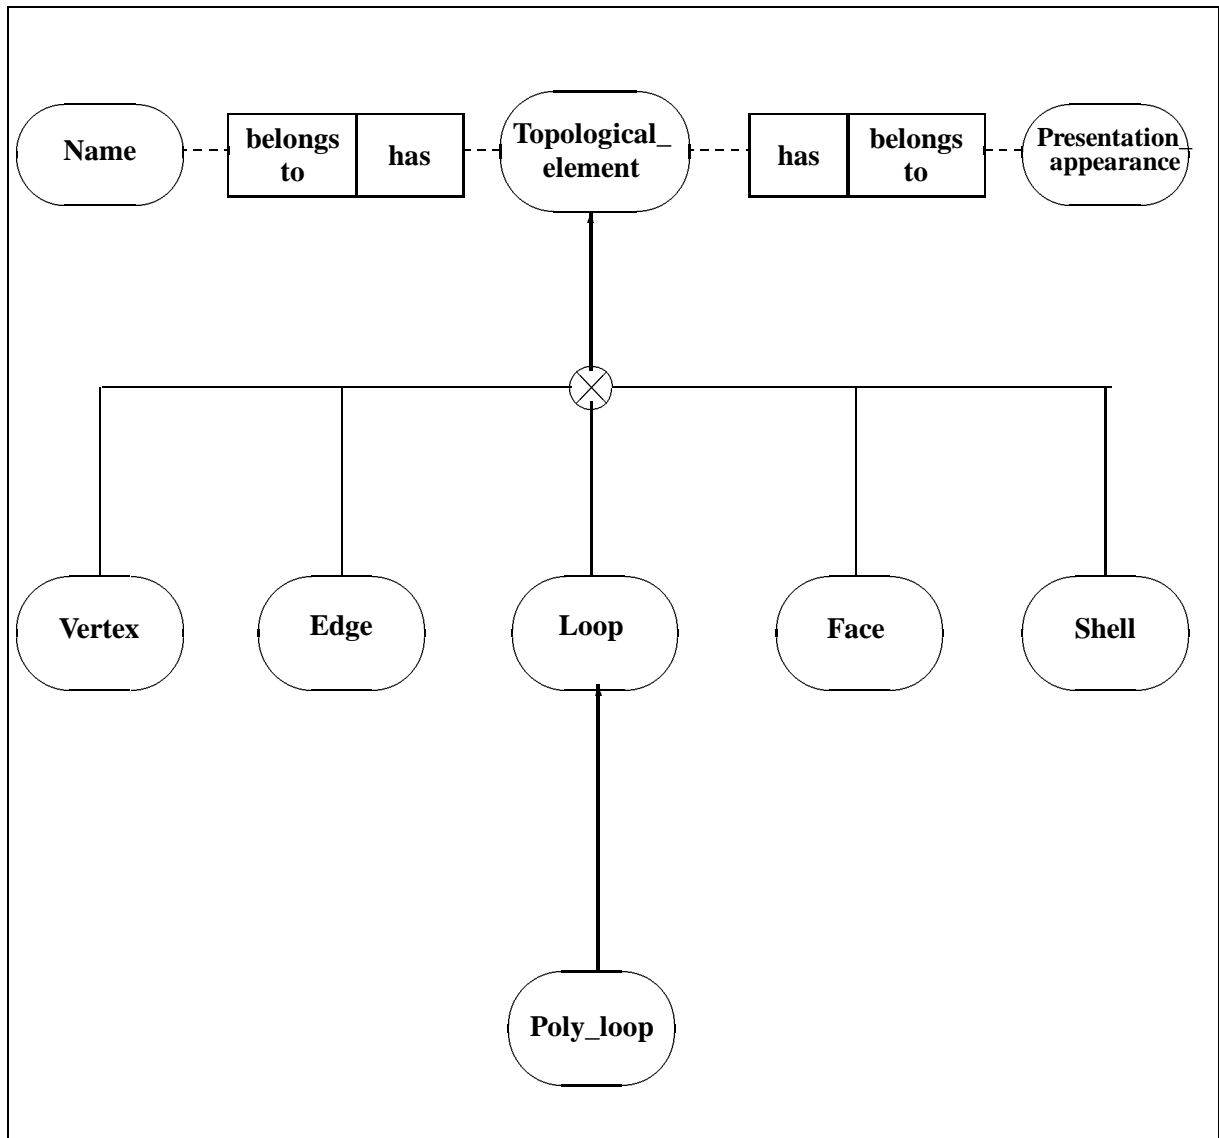 Name
belongs
to
has
Topological_
element
has
belongs
to
Presentation_
appearance
Vertex
Edge
Loop
Face
Shell
Poly_loop